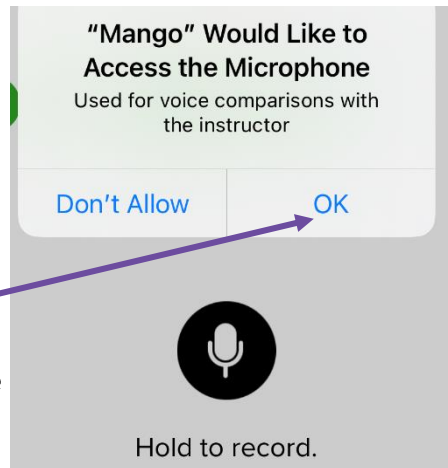 “Mango” Would Like to
Access the Microphone
Used for voice comparisons with
the instructor
Don’t Allow OK
Hold to record.